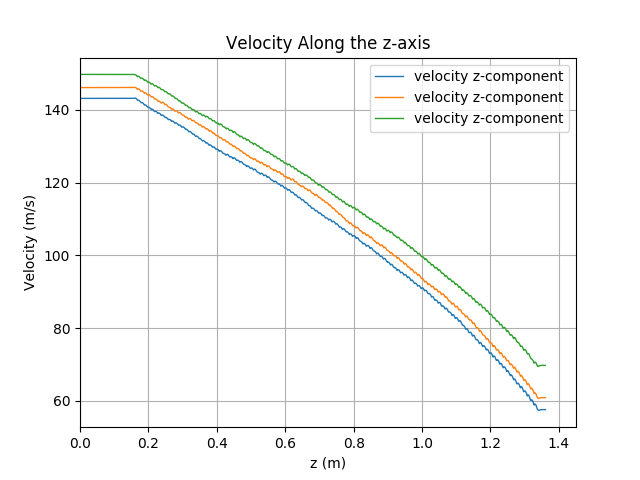 Velocity Along the z-axis
velocity z-component
velocity z-component
velocity z-component
Velocity (m/s)
140
120
100
80
60
0.0 0.2 0.4 0.6 0.8 1.0 1.2 1.4
z (m)